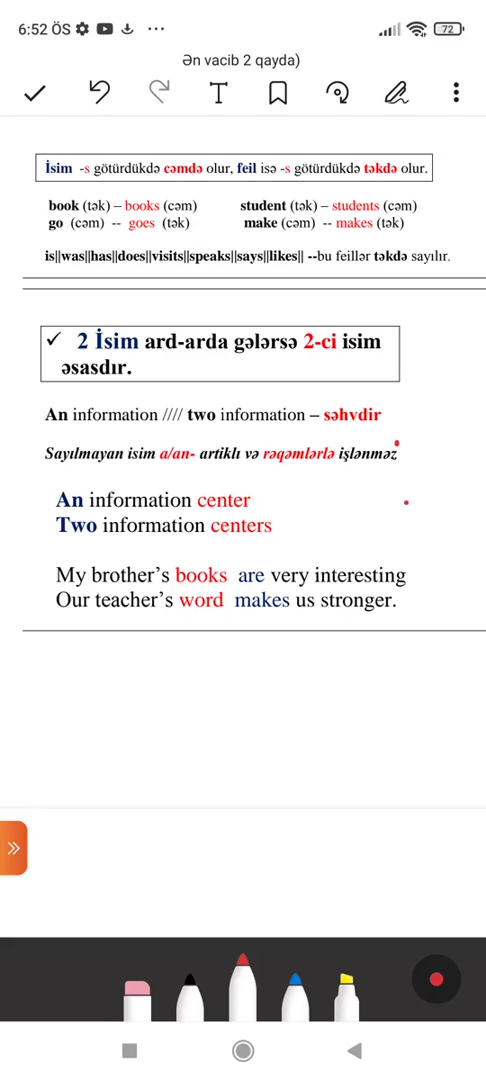 6:52 ÖS
72
Ən vacib 2 qayda)
T
İsim -s götürdükdə cəmdə olur, feil isə -s götürdükdə təkdə olur.
book (tək) – books (cəm) student (tək) – students (cəm)
go (cəm) -- goes (tək) make (cəm) -- makes (tək)
is||was||has||does||visits||speaks||says||likes|| --bu feillər təkdə sayılır.
✓ 2 İsim ard-arda gələrsə 2-ci isim
əsasdır.
An information //// two information – səhvdir
Sayılmayan isim a/an- artiklı və rəqəmlərlə işlənməz
An information center
Two information centers
My brother’s books are very interesting
Our teacher’s word makes us stronger.